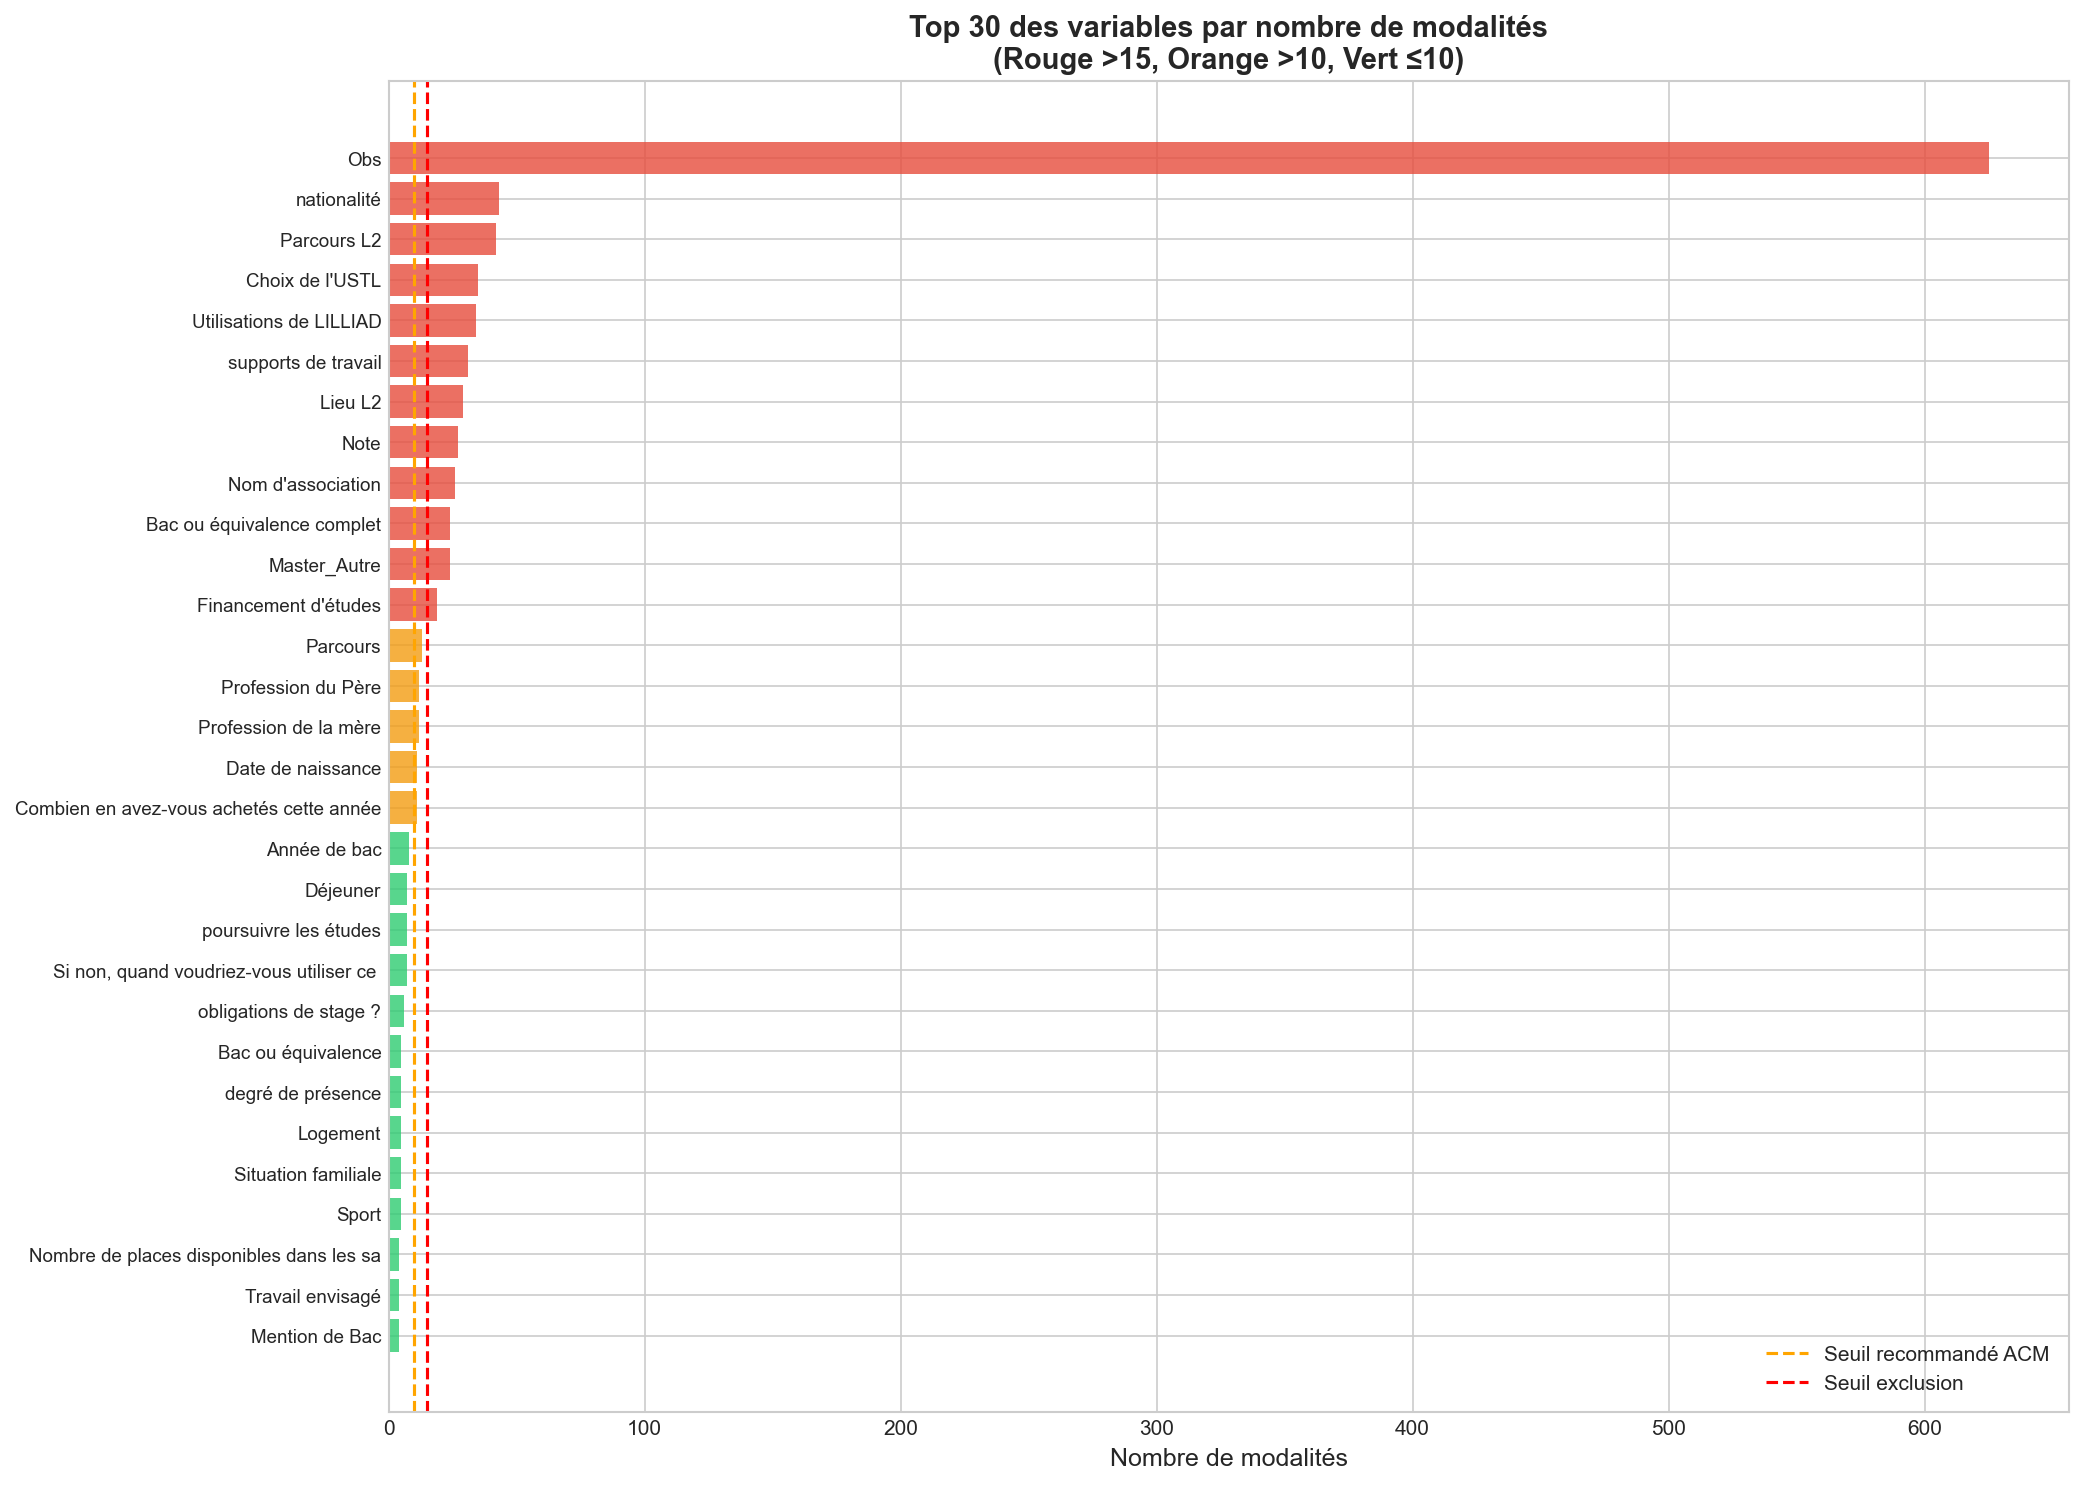 Top 30 des variables par nombre de modalités
(Rouge >15, Orange >10, Vert ≤10)
Obs
nationalité
Parcours L2
Choix de l'USTL
Utilisations de LILLIAD
supports de travail
Lieu L2
Note
Nom d'association
Bac ou équivalence complet
Master_Autre
Financement d'études
Parcours
Profession du Père
Profession de la mère
Date de naissance
Combien en avez-vous achetés cette année
Année de bac
Déjeuner
poursuivre les études
Si non, quand voudriez-vous utiliser ce
obligations de stage ?
Bac ou équivalence
degré de présence
Logement
Situation familiale
Sport
Nombre de places disponibles dans les sa
Travail envisagé
Mention de Bac
Seuil recommandé ACM
Seuil exclusion
0 100 200 300 400 500 600
Nombre de modalités